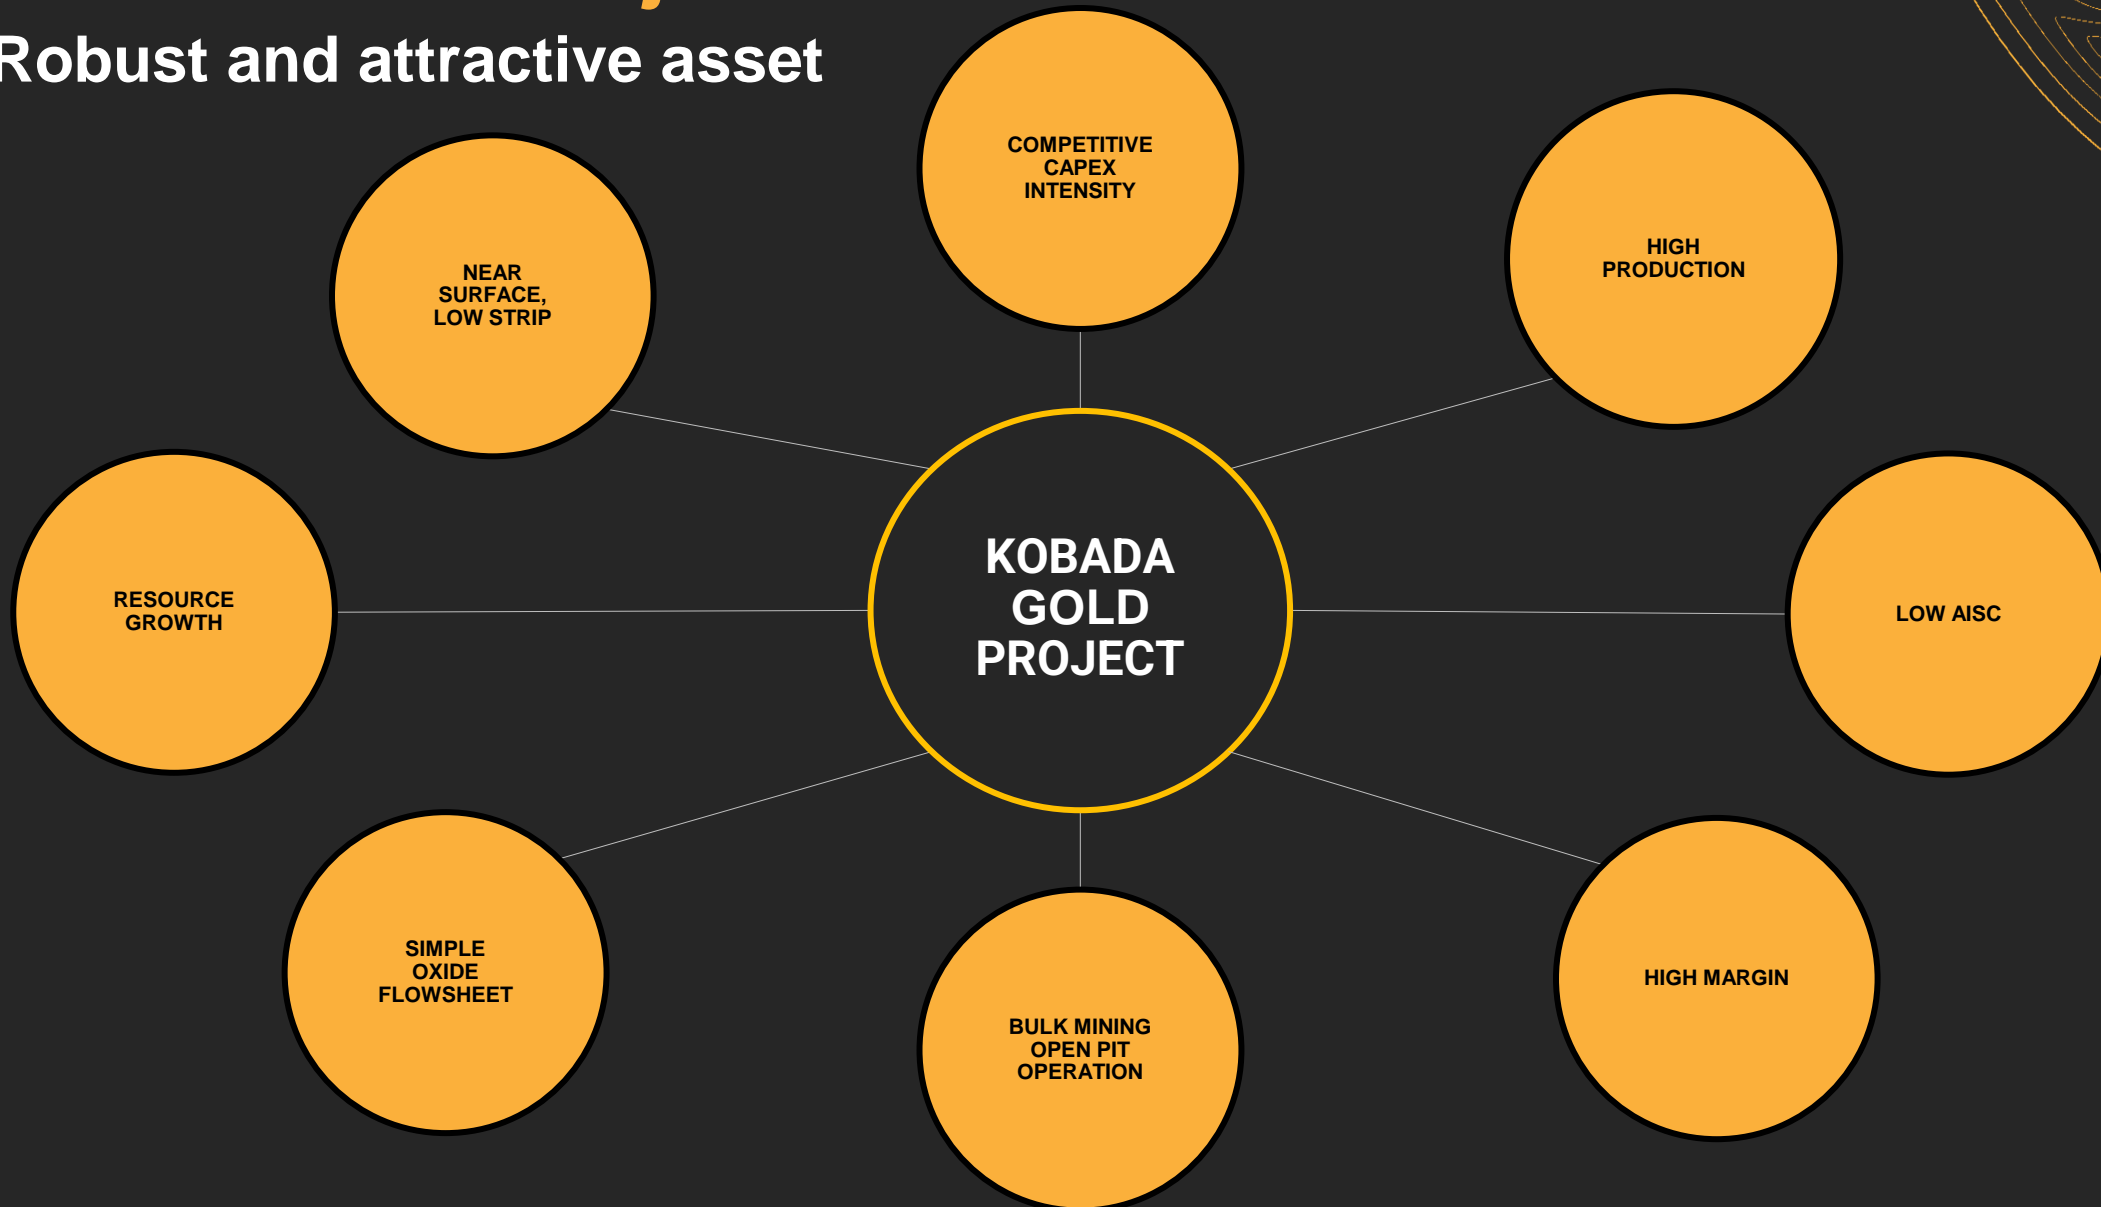 Robust and attractive asset
COMPETITIVE
CAPEX
INTENSITY
HIGH
PRODUCTION
NEAR
SURFACE,
LOW STRIP
KOBADA
GOLD
PROJECT
RESOURCE
GROWTH
LOW AISC
SIMPLE
OXIDE
FLOWSHEET
BULK MINING
OPEN PIT
OPERATION
HIGH MARGIN